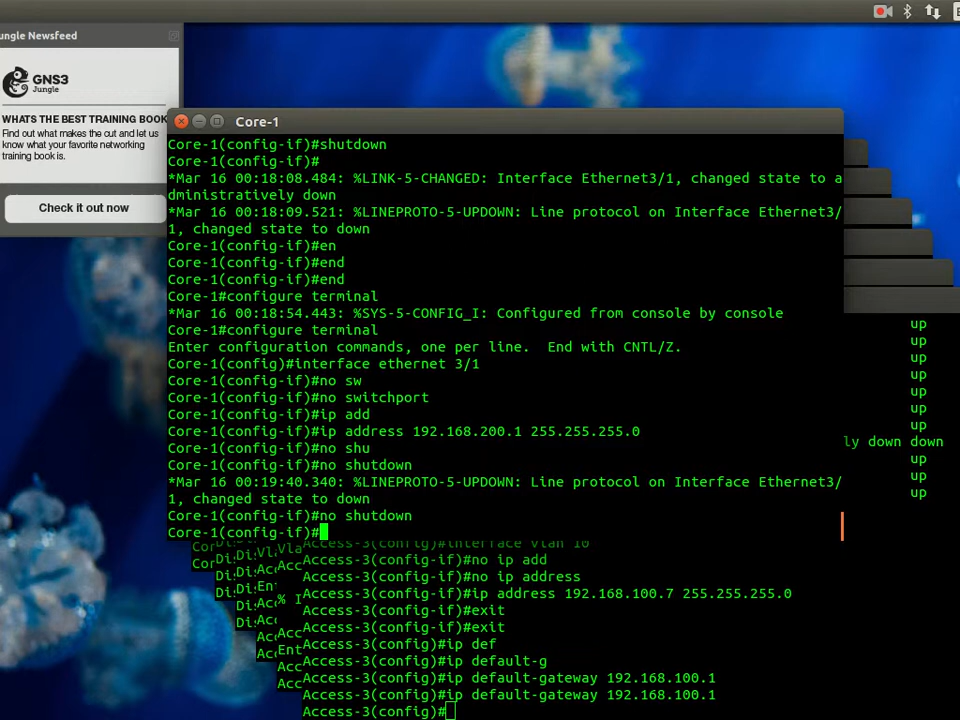 ungle Newsfeed
GNS3
Jungle
WHATS THE BEST TRAINING BOOK
Find out what makes the cut and let us
know what your favorite networking
training book is.
Check it out now
Core-1
Core-1(config-if)#shutdown
Core-1(config-if)#
*Mar 16 00:18:08.484: %LINK-5-CHANGED: Interface Ethernet3/1, changed state to a
dministratively down
*Mar 16 00:18:09.521: %LINEPROTO-5-UPDOWN: Line protocol on Interface Ethernet3/
1, changed state to down
Core-1(config-if)#en
Core-1(config-if)#end
Core-1(config-if)#end
Core-1#configure terminal
*Mar 16 00:18:54.443: %SYS-5-CONFIG_I: Configured from console by console
Core-1#configure terminal
Enter configuration commands, one per line.  End with CNTL/Z.
Core-1(config)#interface ethernet 3/1
Core-1(config-if)#no sw
Core-1(config-if)#no switchport
Core-1(config-if)#ip add
Core-1(config-if)#ip address 192.168.200.1 255.255.255.0
Core-1(config-if)#no shu
Core-1(config-if)#no shutdown
*Mar 16 00:19:40.340: %LINEPROTO-5-UPDOWN: Line protocol on Interface Ethernet3/
1, changed state to down
Core-1(config-if)#no shutdown
Core-1(config-if)#
up
up
up
up
up
up
up
ly down down
up
up
up
Access-3(config)#interface vlan 10
Access-3(config-if)#no ip add
Access-3(config-if)#no ip address
Access-3(config-if)#ip address 192.168.100.7 255.255.255.0
Access-3(config-if)#exit
Access-3(config-if)#exit
Access-3(config)#ip def
Access-3(config)#ip default-g
Access-3(config)#ip default-gateway 192.168.100.1
Access-3(config)#ip default-gateway 192.168.100.1
Access-3(config)#